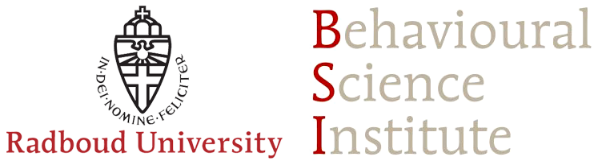 IN·DEI·NOMINE·FELICITER
Radboud University
Behavioural
Science
Institute